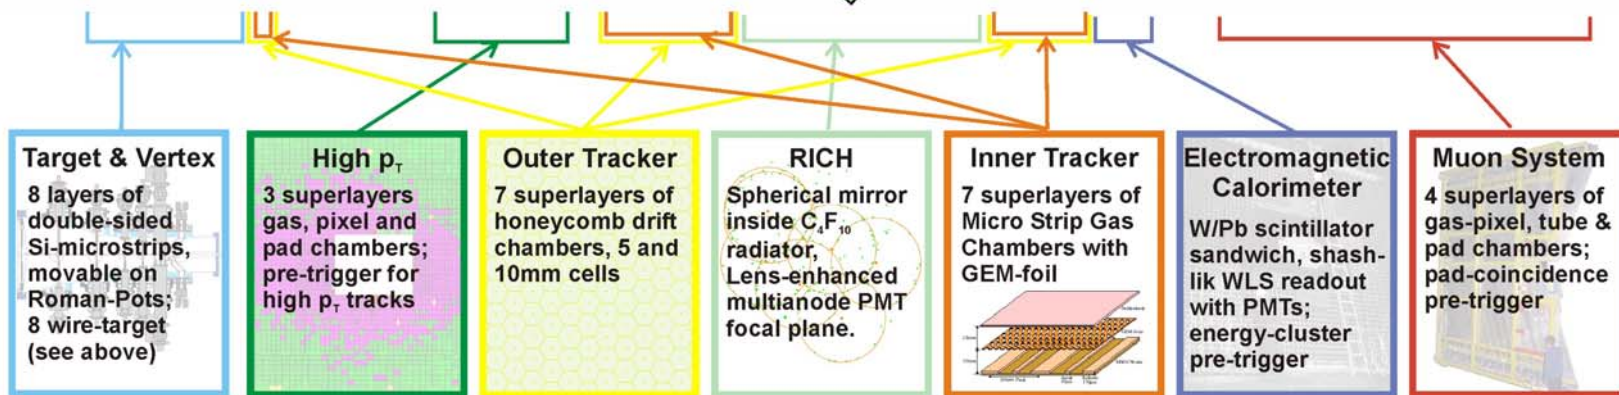 Target & Vertex
8 layers of
double-sided
Si-microstrips,
movable on
Roman-Pots;
8 wire-target
(see above)
High pT
3 superlayers
gas, pixel and
pad chambers;
pre-trigger for
high pT tracks
Outer Tracker
7 superlayers of
honeycomb drift
chambers, 5 and
10mm cells
RICH
Spherical mirror
inside C4F10
radiator,
Lens-enhanced
multianode PMT
focal plane.
Inner Tracker
7 superlayers of
Micro Strip Gas
Chambers with
GEM-foil
Electromagnetic
Calorimeter
W/Pb scintillator
sandwich, shash-
lik WLS readout
with PMTs;
energy-cluster
pre-trigger
Muon System
4 superlayers of
gas-pixel, tube &
pad chambers;
pad-coincidence
pre-trigger